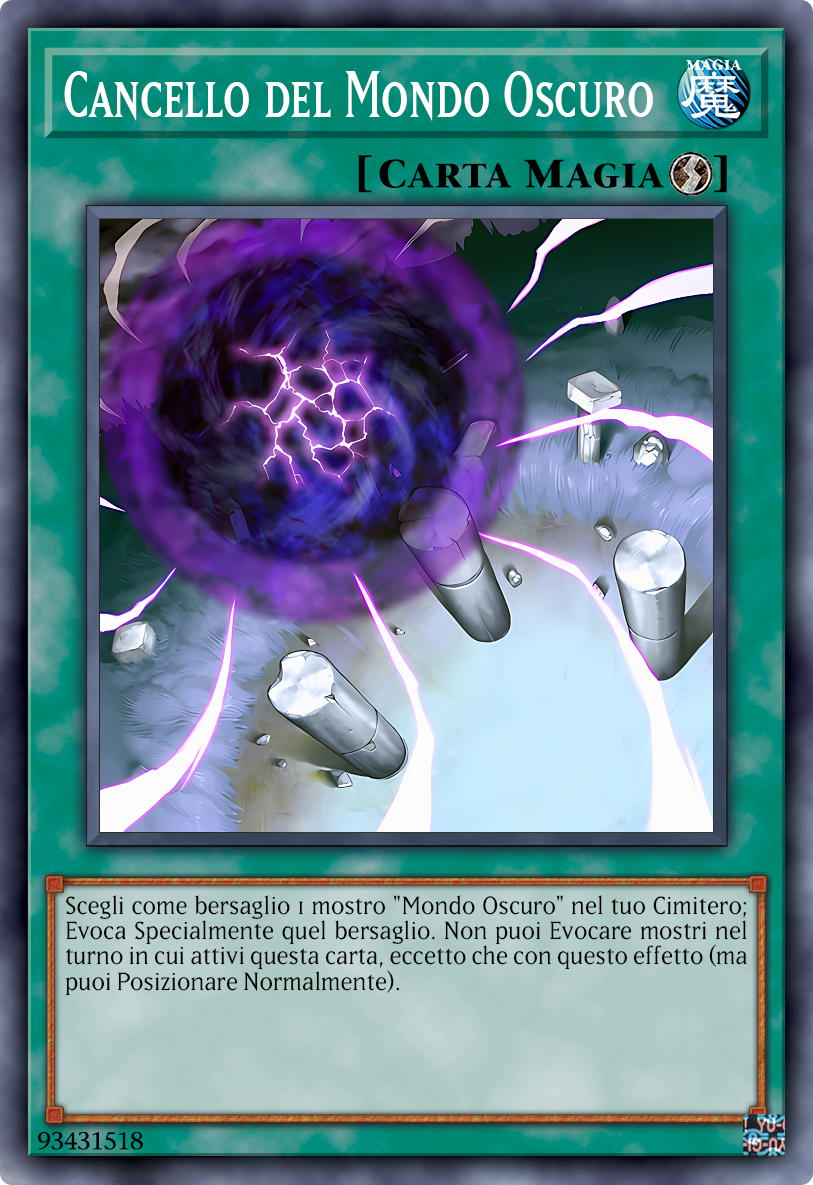 Cancello del Mondo Oscuro
MAGIA
魔
[Carta Magia]
Scegli come bersaglio 1 mostro "Mondo Oscuro" nel tuo Cimitero;
Evoca Specialmente quel bersaglio. Non puoi Evocare mostri nel
turno in cui attivi questa carta, eccetto che con questo effetto (ma
puoi Posizionare Normalmente).
93431518